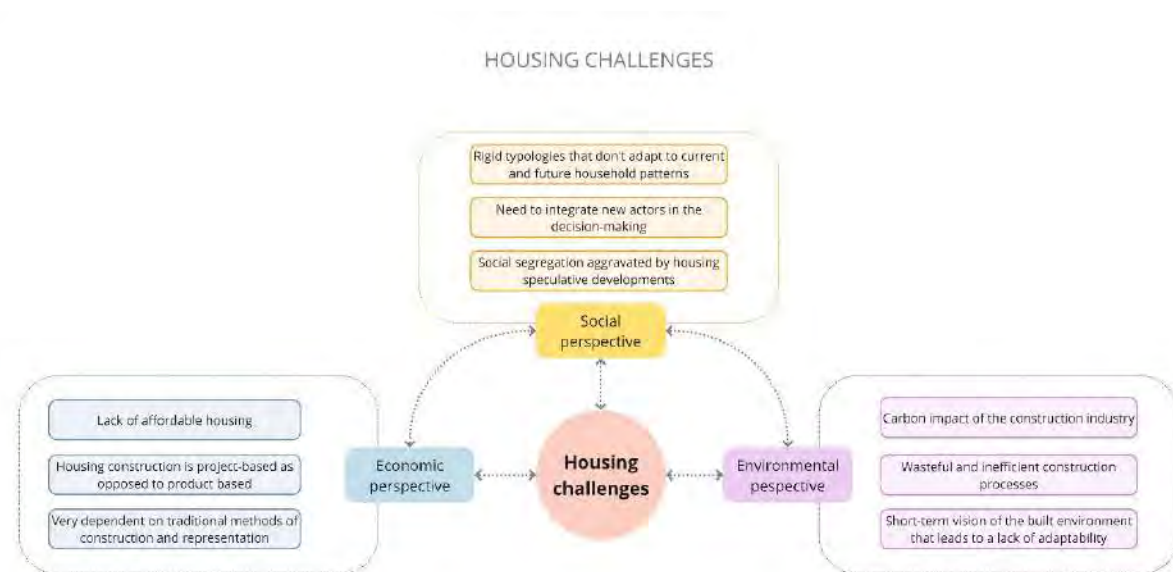 HOUSING CHALLENGES
Rigid typologies that don't adapt to current
and future household patterns
Need to integrate new actors in the
decision-making
Social segregation aggravated by housing
speculative developments
Social
perspective
Lack of affordable housing
Housing construction is project-based as
opposed to product based
Very dependent on traditional methods of
construction and representation
Economic
perspective
Housing
challenges
Environmental
pespective
Carbon impact of the construction industry
Wasteful and inefficient construction
processes
Short-term vision of the built environment
that leads to a lack of adaptability